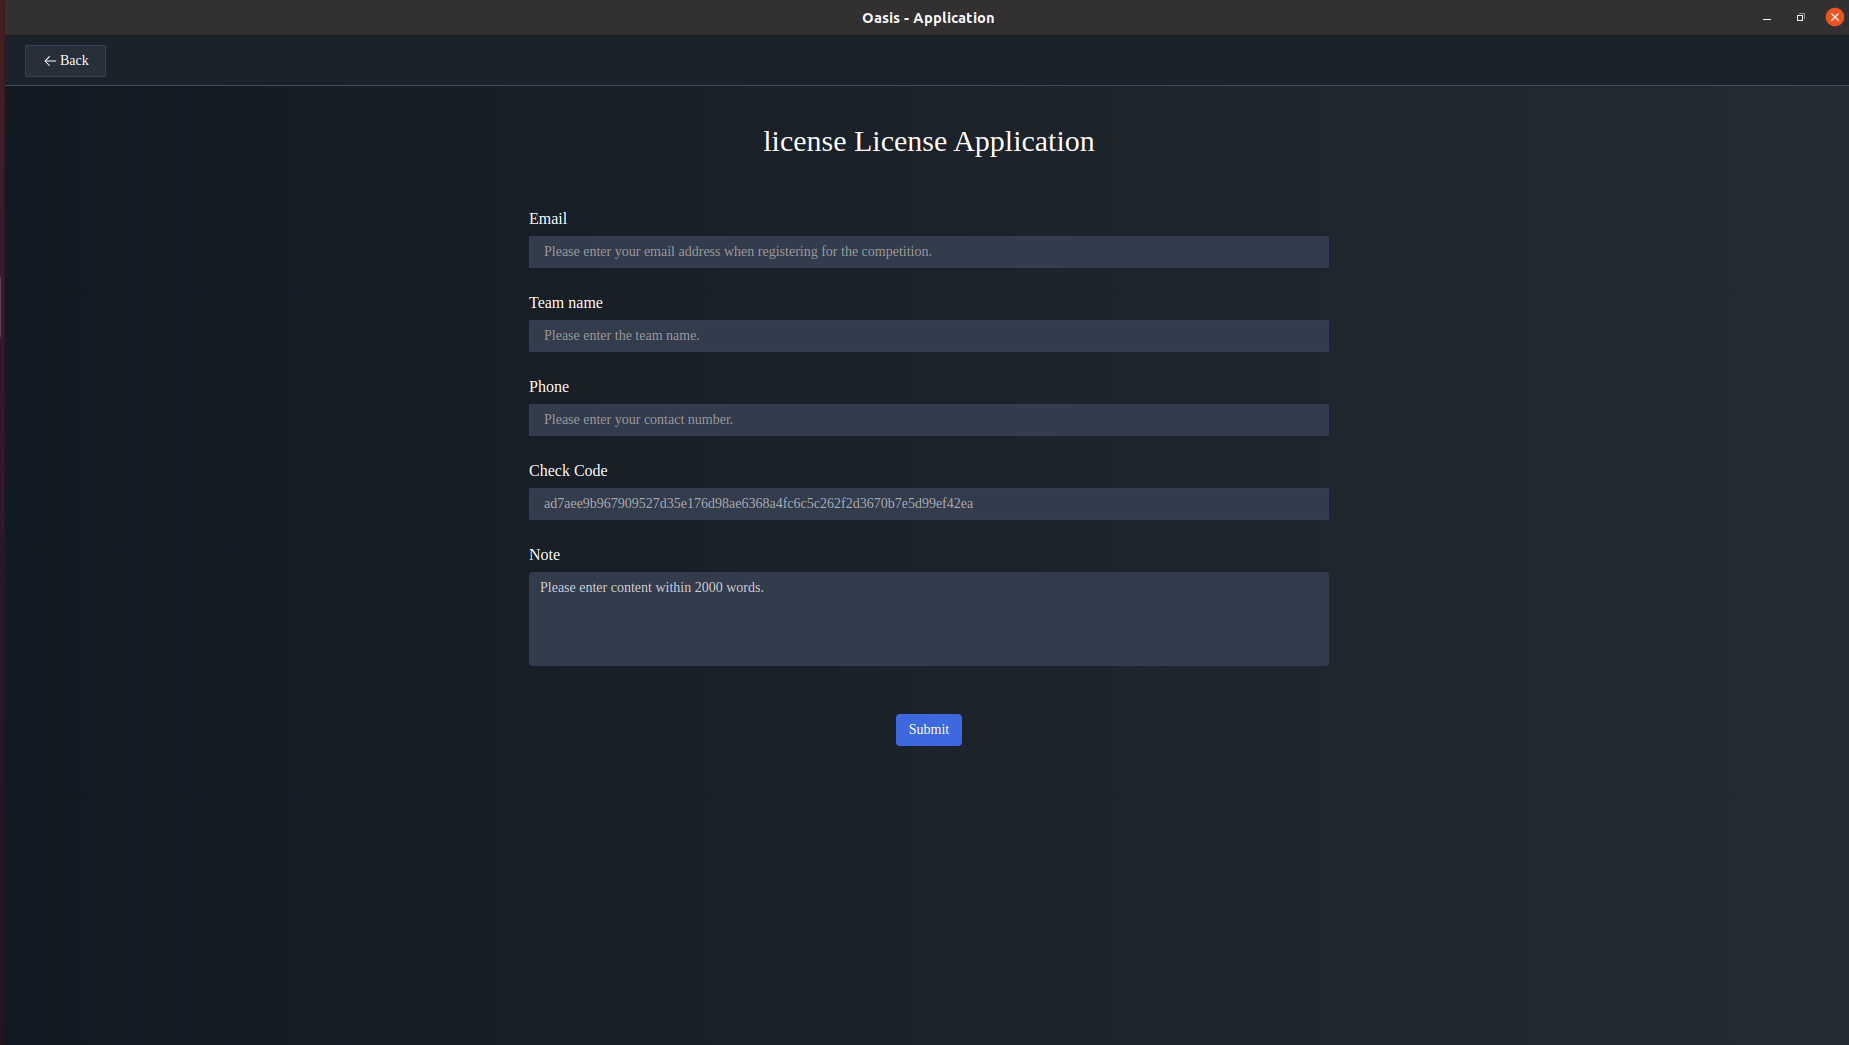 Oasis - Application
Back
license License Application
Email
Please enter your email address when registering for the competition.
Team name
Please enter the team name.
Phone
Please enter your contact number.
Check Code
ad7aee9b967909527d35e176d98ae6368a4fc6c5c262f2d3670b7e5d99ef42ea
Note
Please enter content within 2000 words.
Submit